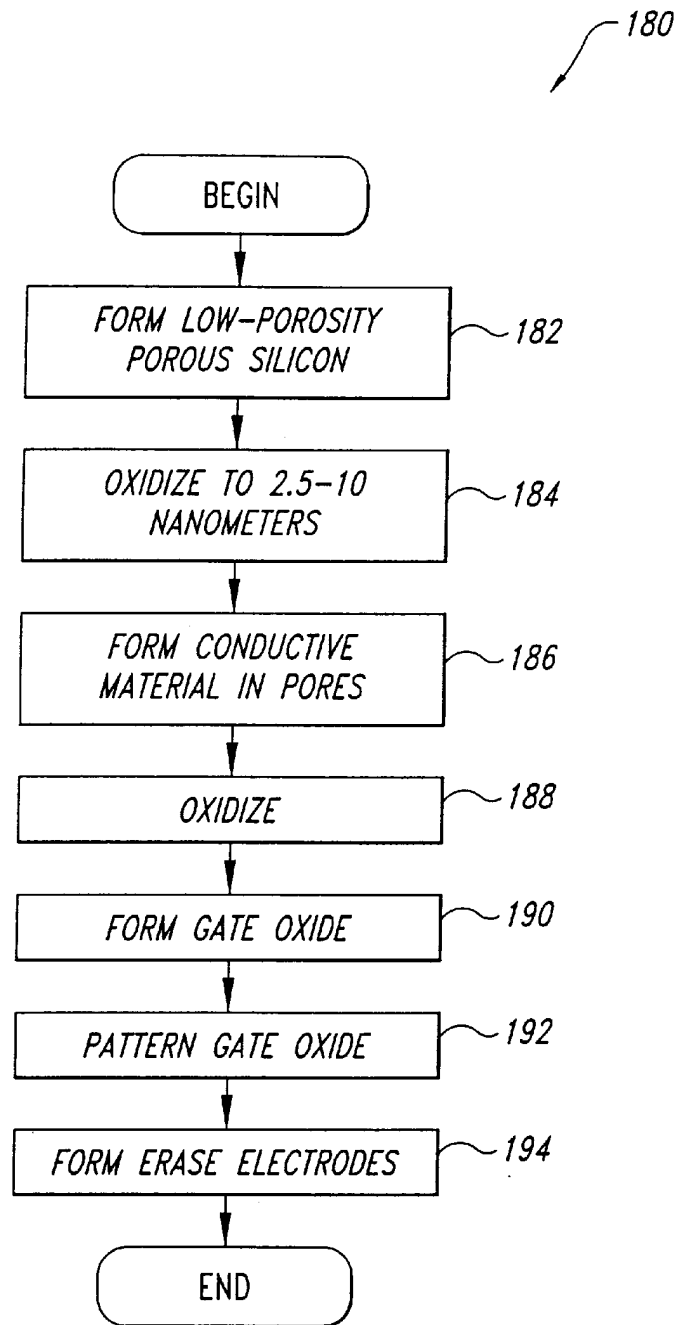 180
BEGIN
FORM LOW-POROSITY
POROUS SILICON
182
OXIDIZE TO 2.5-10
NANOMETERS
184
FORM CONDUCTIVE
MATERIAL IN PORES
186
OXIDIZE
188
FORM GATE OXIDE
190
PATTERN GATE OXIDE
192
FORM ERASE ELECTRODES
194
END